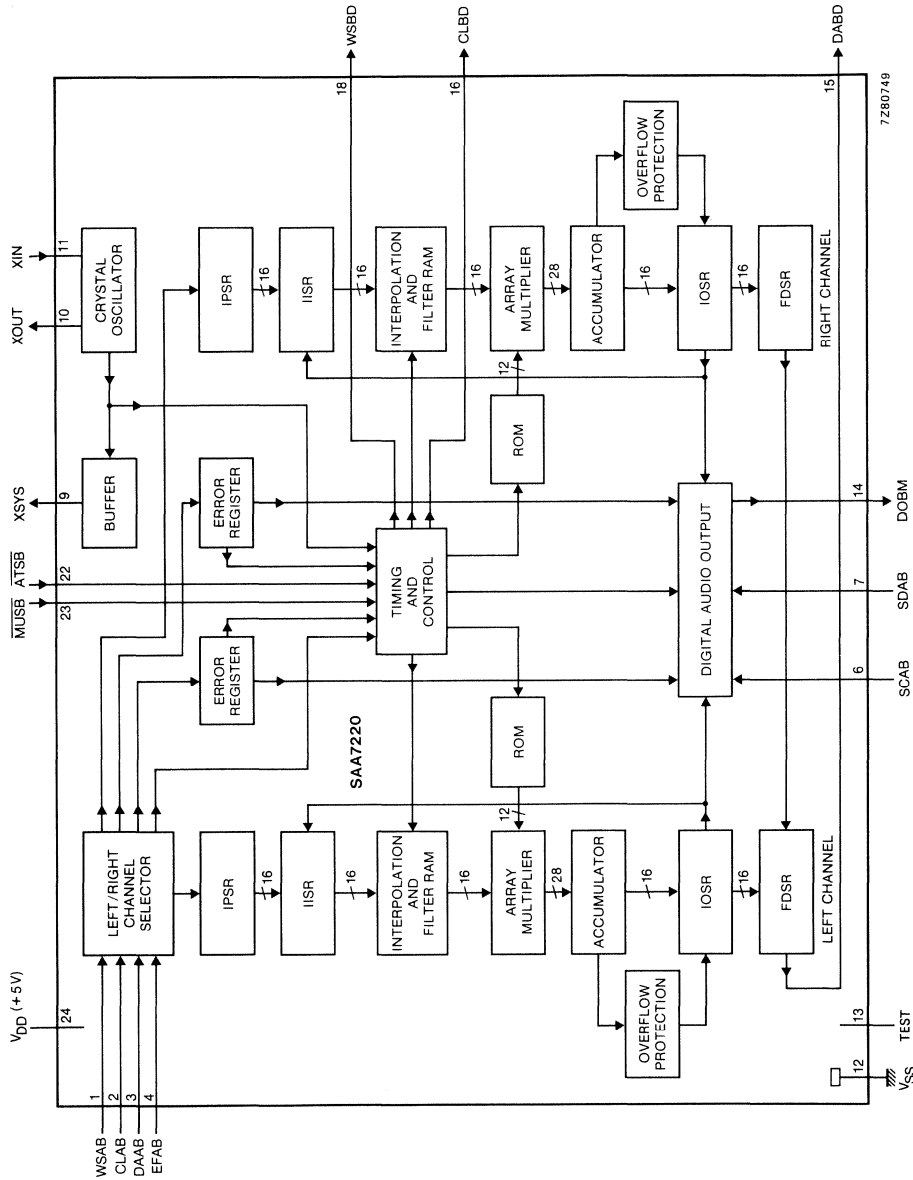 WSAB
CLAB
DAAB
EFAB
1
2
3
4
VDD (+ 5V)
24
MUSB
23
ATSB
22
XSYS
9
XOUT
10
XIN
11
LEFT/RIGHT
CHANNEL
SELECTOR
BUFFER
CRYSTAL
OSCILLATOR
ERROR
REGISTER
ERROR
REGISTER
WSBD
18
CLBD
16
DABD
15
SAA7220
TIMING
AND
CONTROL
IPSR
16
IISR
16
INTERPOLATION
AND
FILTER RAM
16
ARRAY
MULTIPLIER
28
ACCUMULATOR
16
OVERFLOW
PROTECTION
IOSR
16
FDSR
LEFT CHANNEL
ROM
12
ROM
12
IPSR
16
IISR
16
INTERPOLATION
AND
FILTER RAM
16
ARRAY
MULTIPLIER
28
ACCUMULATOR
16
OVERFLOW
PROTECTION
IOSR
16
FDSR
RIGHT CHANNEL
DIGITAL AUDIO OUTPUT
12
VSS
13
TEST
6
SCAB
7
SDAB
14
DOBM
7Z80749